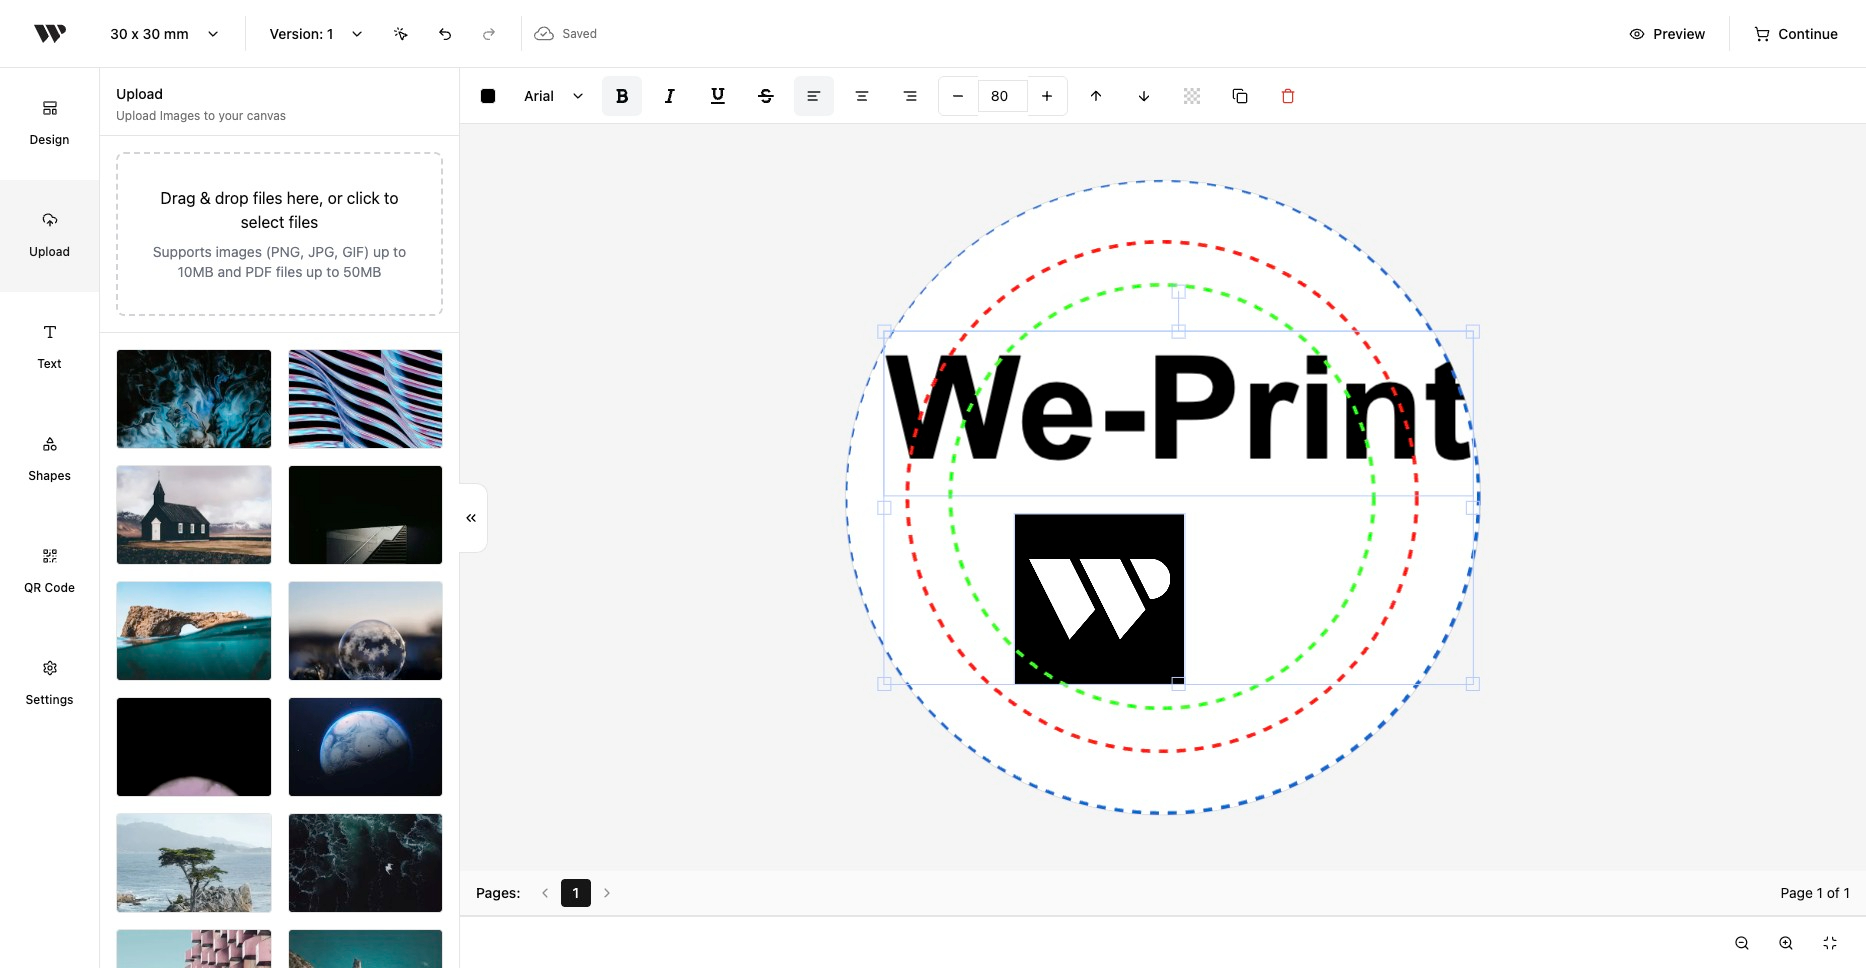 30 x 30 mm
Version: 1
Saved
Preview
Continue
Design
Upload
Text
Shapes
QR Code
Settings
Upload
Upload Images to your canvas
Drag & drop files here, or click to
select files
Supports images (PNG, JPG, GIF) up to
10MB and PDF files up to 50MB
Arial
B
I
U
S
80
We-Print
Pages:
1
Page 1 of 1